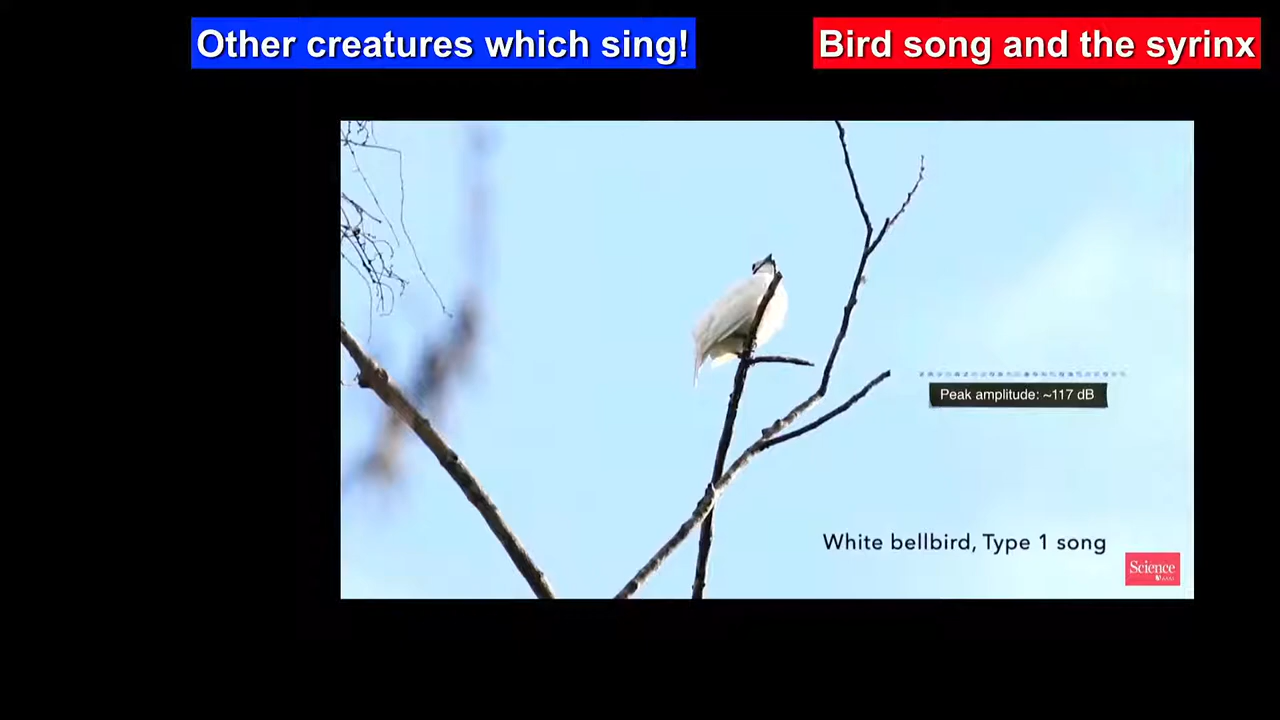 Other creatures which sing!
Bird song and the syrinx
Peak amplitude: ~117 dB
White bellbird, Type 1 song
Science
AAAS